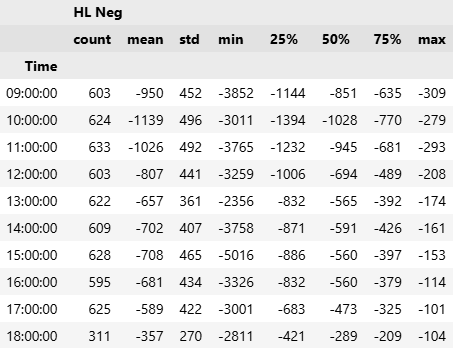 HL Neg
count mean std min 25% 50% 75% max
Time
09:00:00 603 -950 452 -3852 -1144 -851 -635 -309
10:00:00 624 -1139 496 -3011 -1394 -1028 -770 -279
11:00:00 633 -1026 492 -3765 -1232 -945 -681 -293
12:00:00 603 -807 441 -3259 -1006 -694 -489 -208
13:00:00 622 -657 361 -2356 -832 -565 -392 -174
14:00:00 609 -702 407 -3758 -871 -591 -426 -161
15:00:00 628 -708 465 -5016 -886 -560 -397 -153
16:00:00 595 -681 434 -3326 -832 -560 -379 -114
17:00:00 625 -589 422 -3001 -683 -473 -325 -101
18:00:00 311 -357 270 -2811 -421 -289 -209 -104